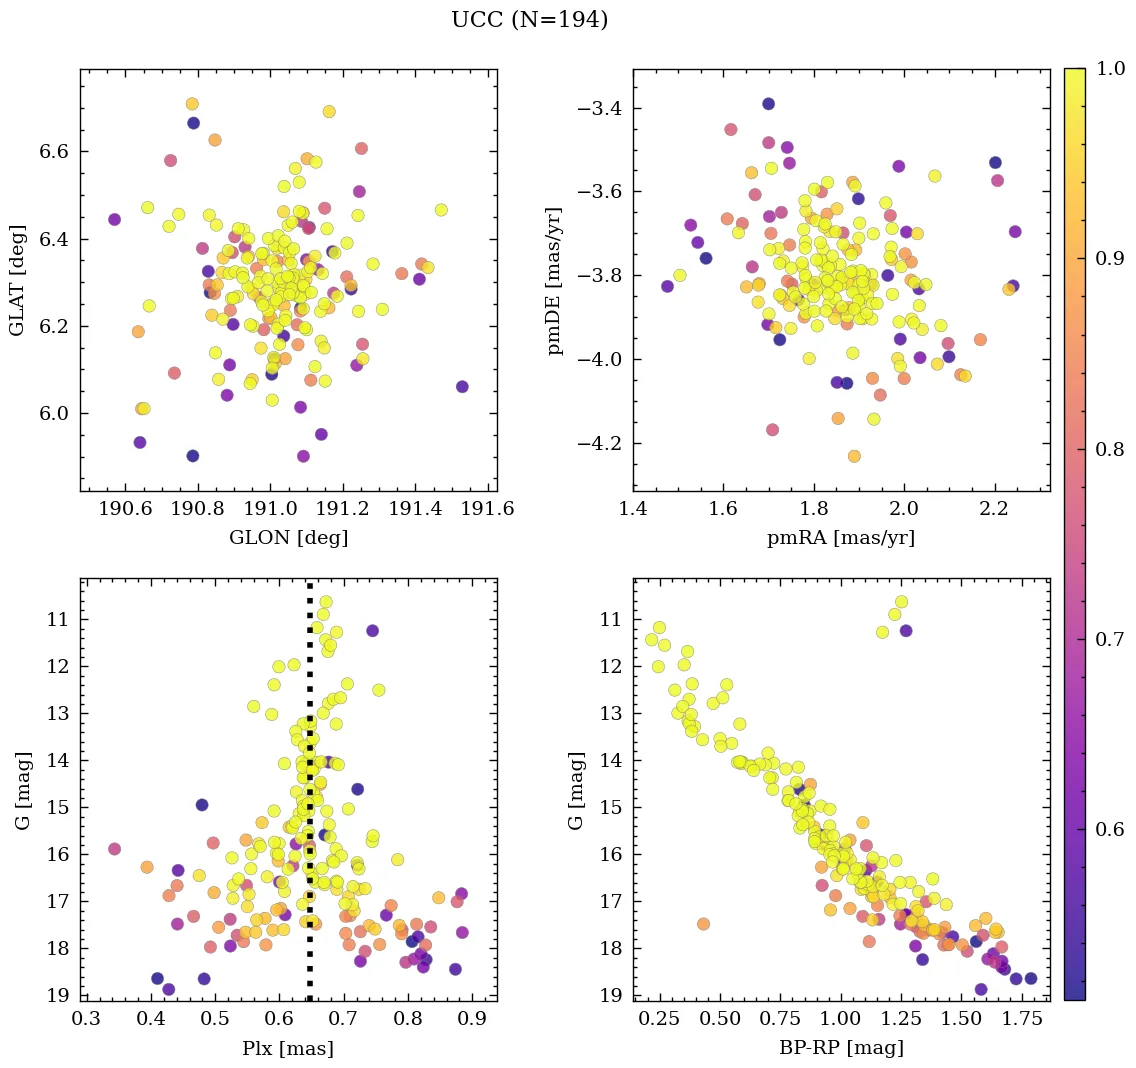 UCC (N=194)
6.6
6.4
6.2
6.0
GLAT [deg]
190.6 190.8 191.0 191.2 191.4 191.6
GLON [deg]
−3.4
−3.6
−3.8
−4.0
−4.2
pmDE [mas/yr]
1.4 1.6 1.8 2.0 2.2
pmRA [mas/yr]
11
12
13
14
15
16
17
18
19
G [mag]
0.3 0.4 0.5 0.6 0.7 0.8 0.9
Plx [mas]
11
12
13
14
15
16
17
18
19
G [mag]
0.25 0.50 0.75 1.00 1.25 1.50 1.75
BP-RP [mag]
1.0
0.9
0.8
0.7
0.6